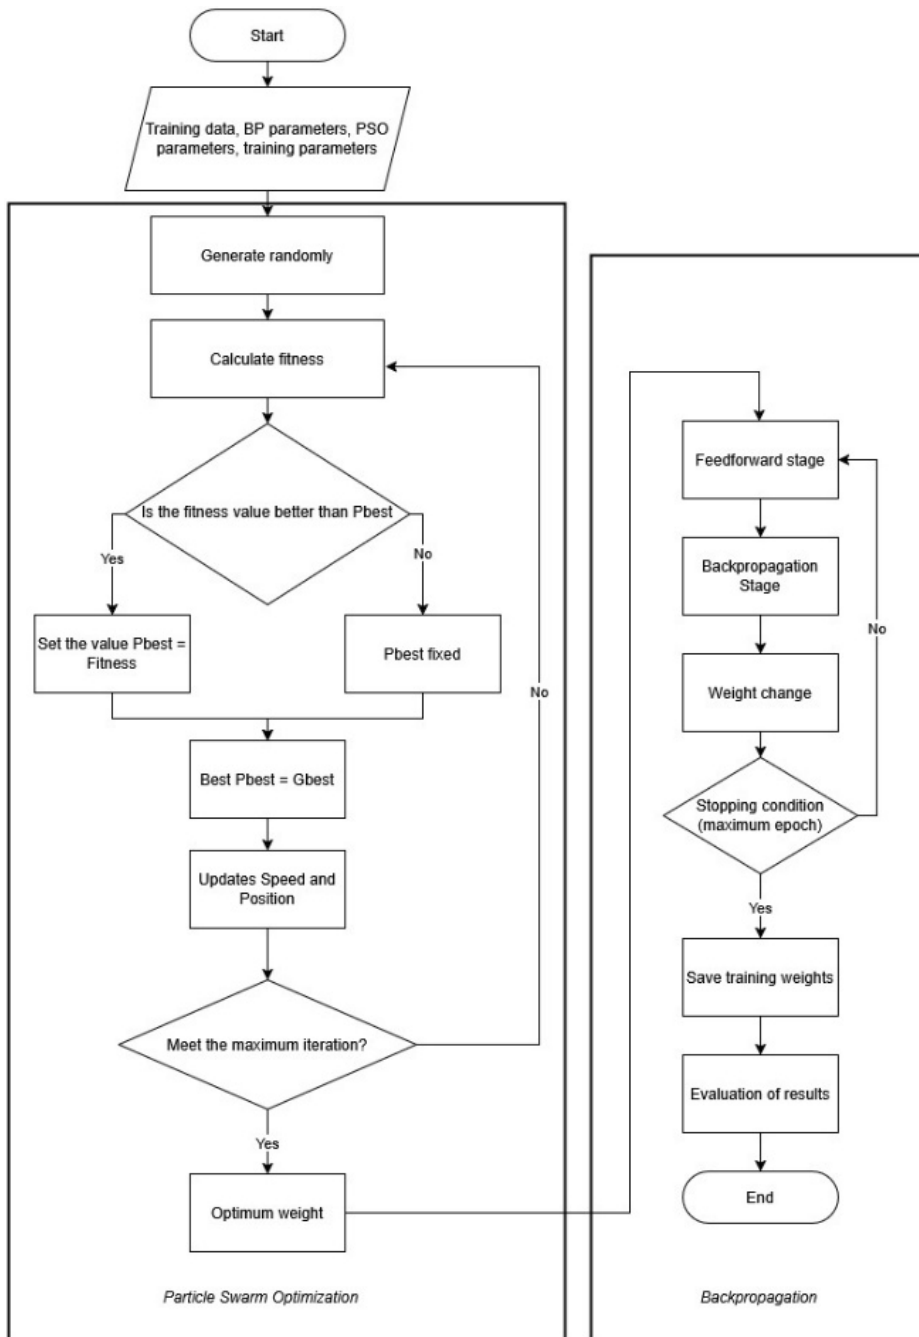 Start
Training data, BP parameters, PSO
parameters, training parameters
Generate randomly
Calculate fitness
Is the fitness value better than Pbest
Yes
No
Set the value Pbest =
Fitness
Pbest fixed
No
Best Pbest = Gbest
Updates Speed and
Position
Meet the maximum iteration?
Yes
Optimum weight
Particle Swarm Optimization
Feedforward stage
Backpropagation
Stage
No
Weight change
Stopping condition
(maximum epoch)
Yes
Save training weights
Evaluation of results
End
Backpropagation